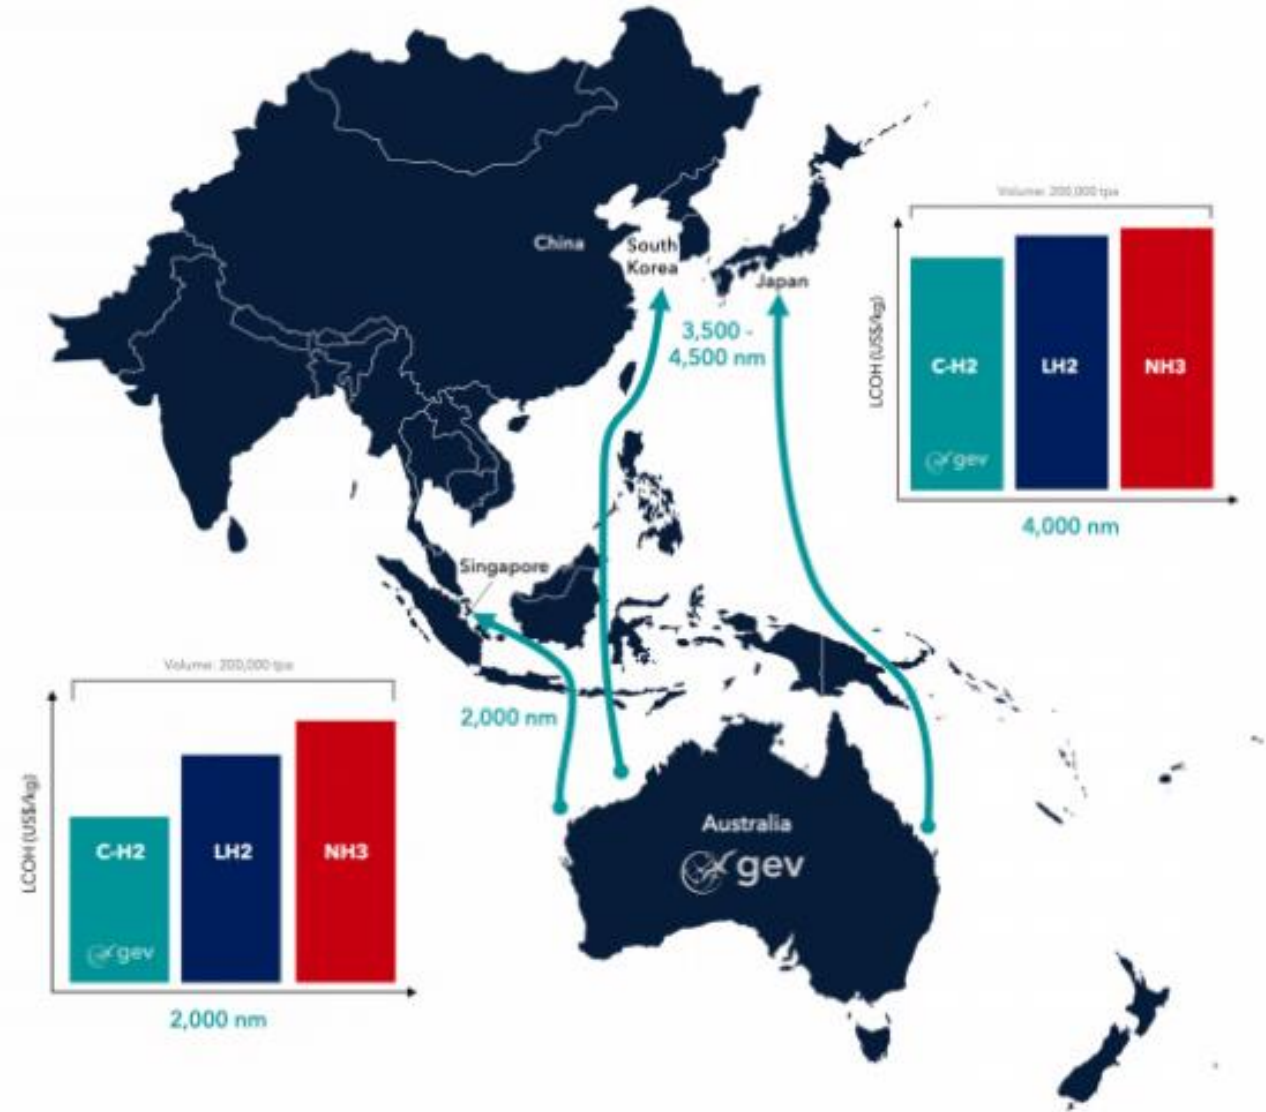 Volume: 200,000 tpa
China
South
Korea
Japan
3,500 -
4,500 nm
LCOH (US$/kg)
C-H2
LH2
NH3
gev
4,000 nm
Singapore
2,000 nm
Volume: 200,000 tpa
LCOH (US$/kg)
C-H2
LH2
NH3
gev
2,000 nm
Australia
gev